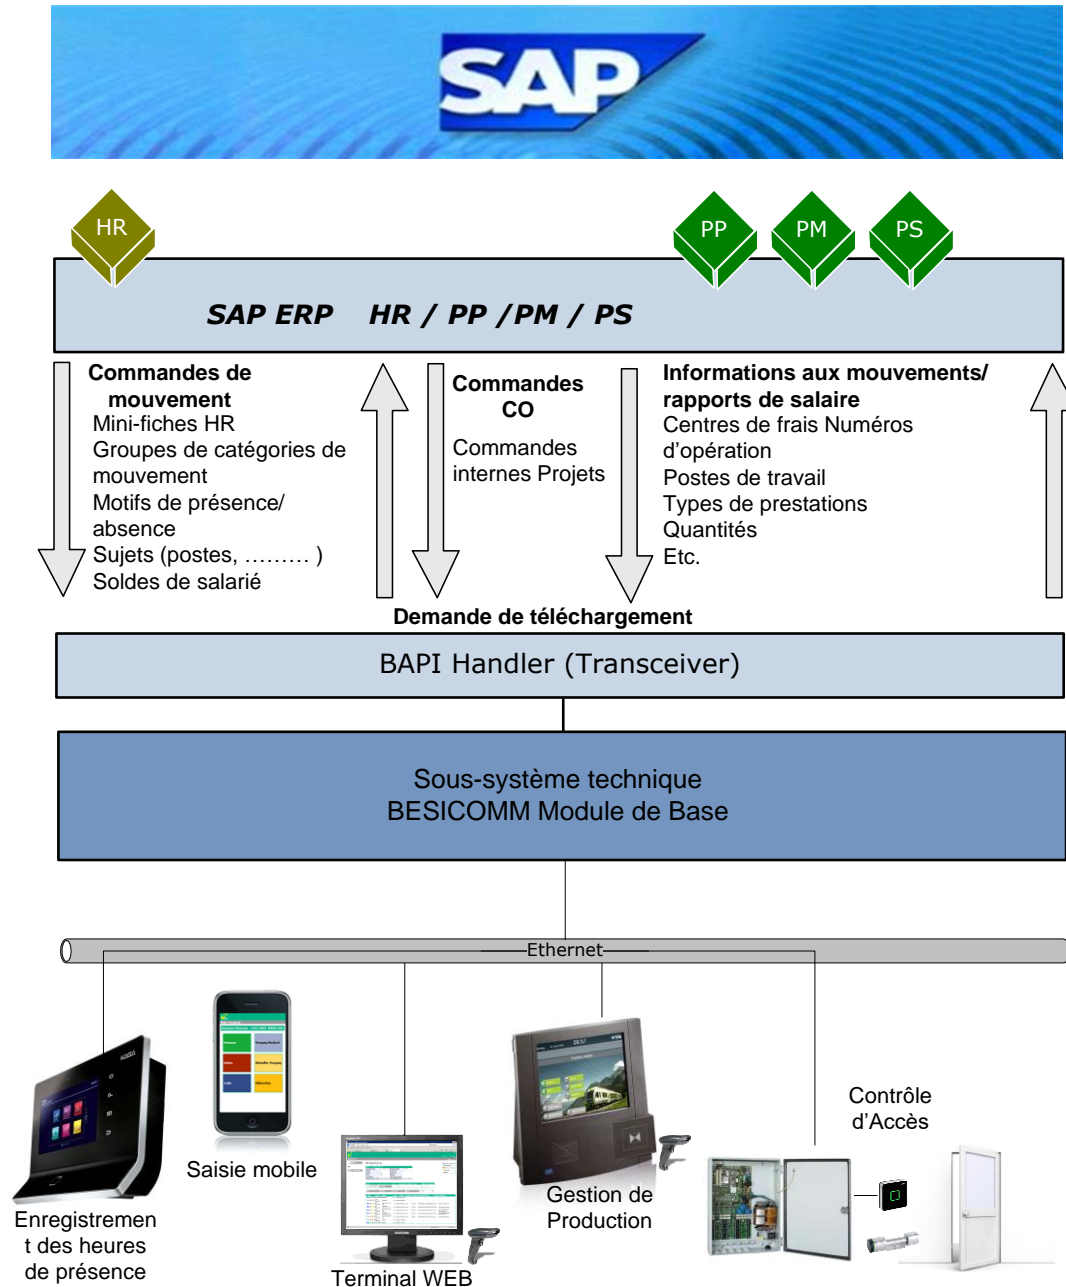 SAP
HR
PP
PM
PS
SAP ERP HR / PP /PM / PS
Commandes de
mouvement
Mini-fiches HR
Groupes de catégories de
mouvement
Motifs de présence/
absence
Sujets (postes, ……… )
Soldes de salarié
Commandes
CO
Commandes
internes Projets
Informations aux mouvements/
rapports de salaire
Centres de frais Numéros
d’opération
Postes de travail
Types de prestations
Quantités
Etc.
Demande de téléchargement
BAPI Handler (Transceiver)
Sous-système technique
BESICOMM Module de Base
Ethernet
Saisie mobile
Enregistremen
t des heures
de présence
Terminal WEB
Gestion de
Production
Contrôle
d’Accès